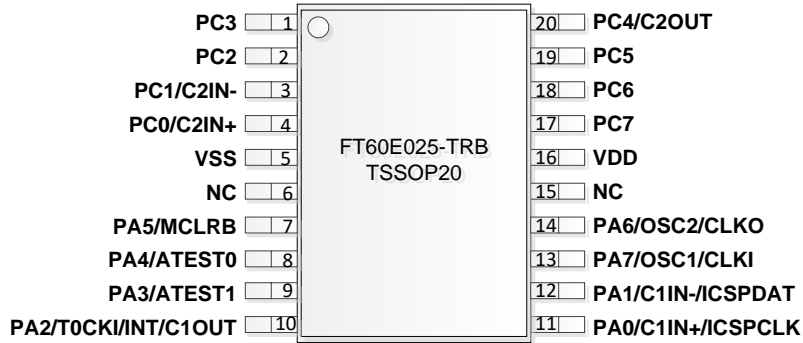 PC3 1 20 PC4/C2OUT
PC2 2 19 PC5
PC1/C2IN- 3 18 PC6
PC0/C2IN+ 4 17 PC7
FT60E025-TRB
TSSOP20
VSS 5 16 VDD
NC 6 15 NC
PA5/MCLRB 7 14 PA6/OSC2/CLKO
PA4/ATEST0 8 13 PA7/OSC1/CLKI
PA3/ATEST1 9 12 PA1/C1IN-/ICSPDAT
PA2/T0CKI/INT/C1OUT 10 11 PA0/C1IN+/ICSPCLK